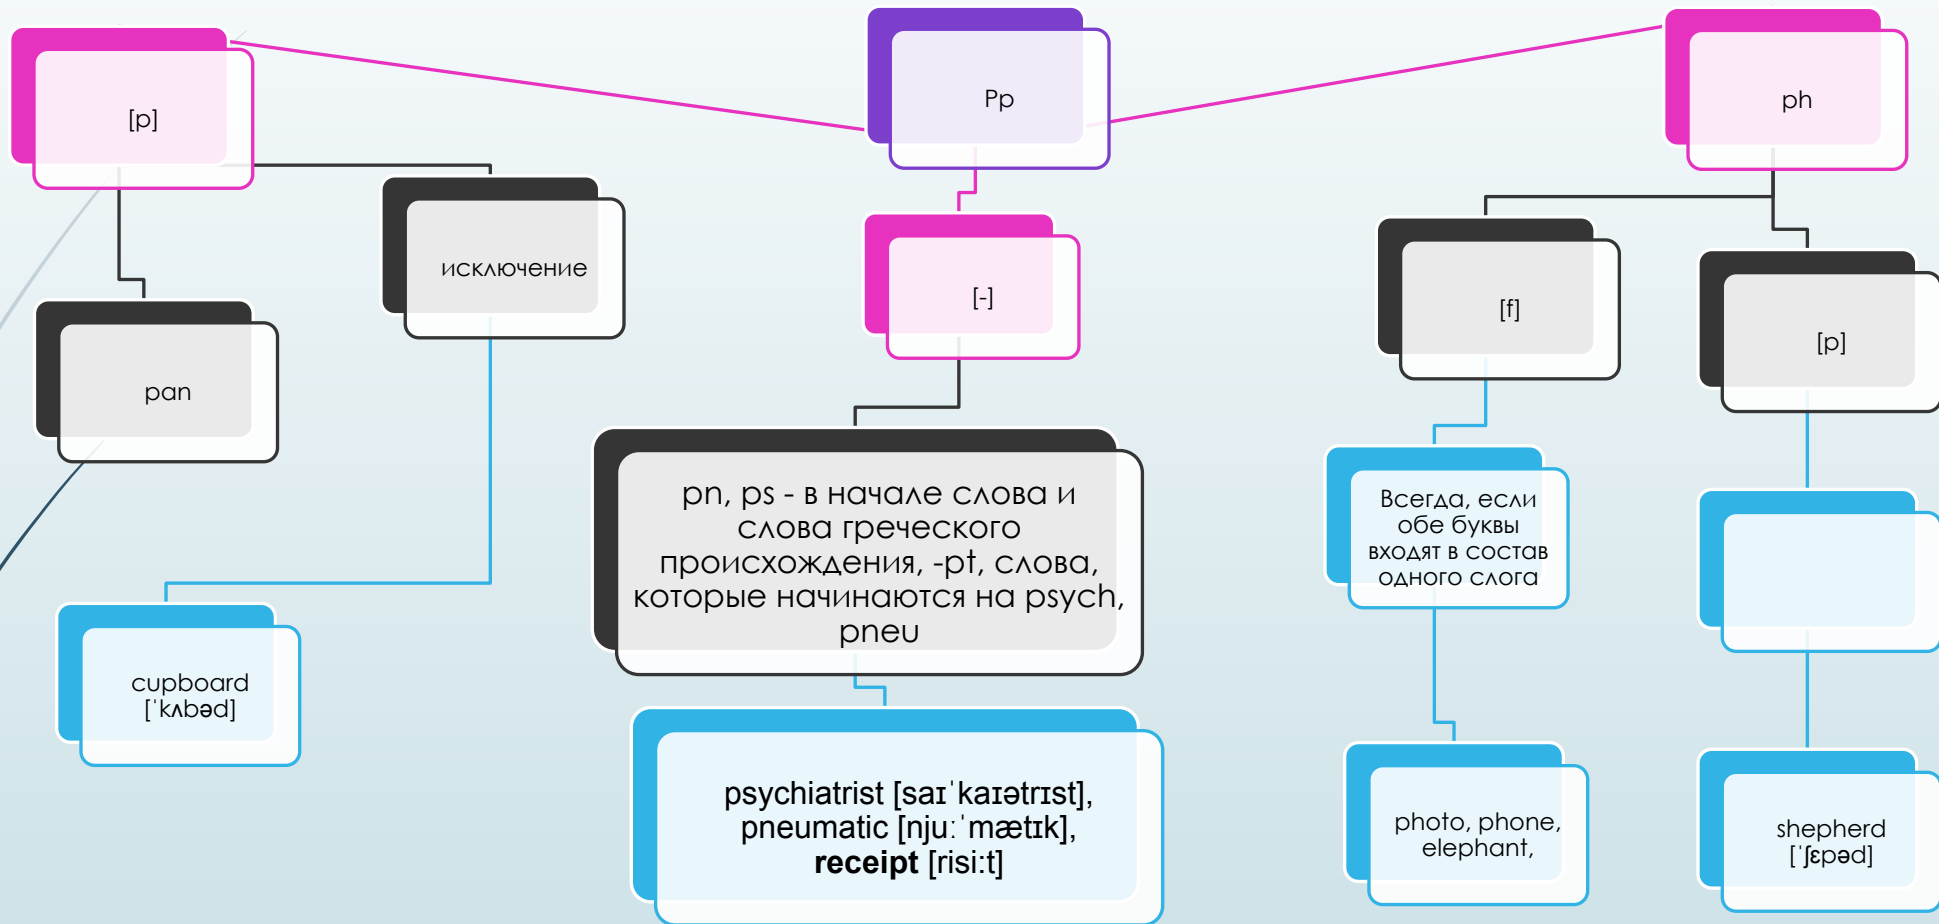 Pp
[p]
pan
исключение
cupboard
[ˈkʌbəd]
[-]
pn, ps - в начале слова и
слова греческого
происхождения, -pt, слова,
которые начинаются на psych,
pneu
psychiatrist [saɪˈkaɪətrɪst],
pneumatic [njuːˈmætɪk],
receipt [risi:t]
ph
[f]
Всегда, если
обе буквы
входят в состав
одного слога
photo, phone,
elephant,
[p]
shepherd
[ˈʃɛpəd]